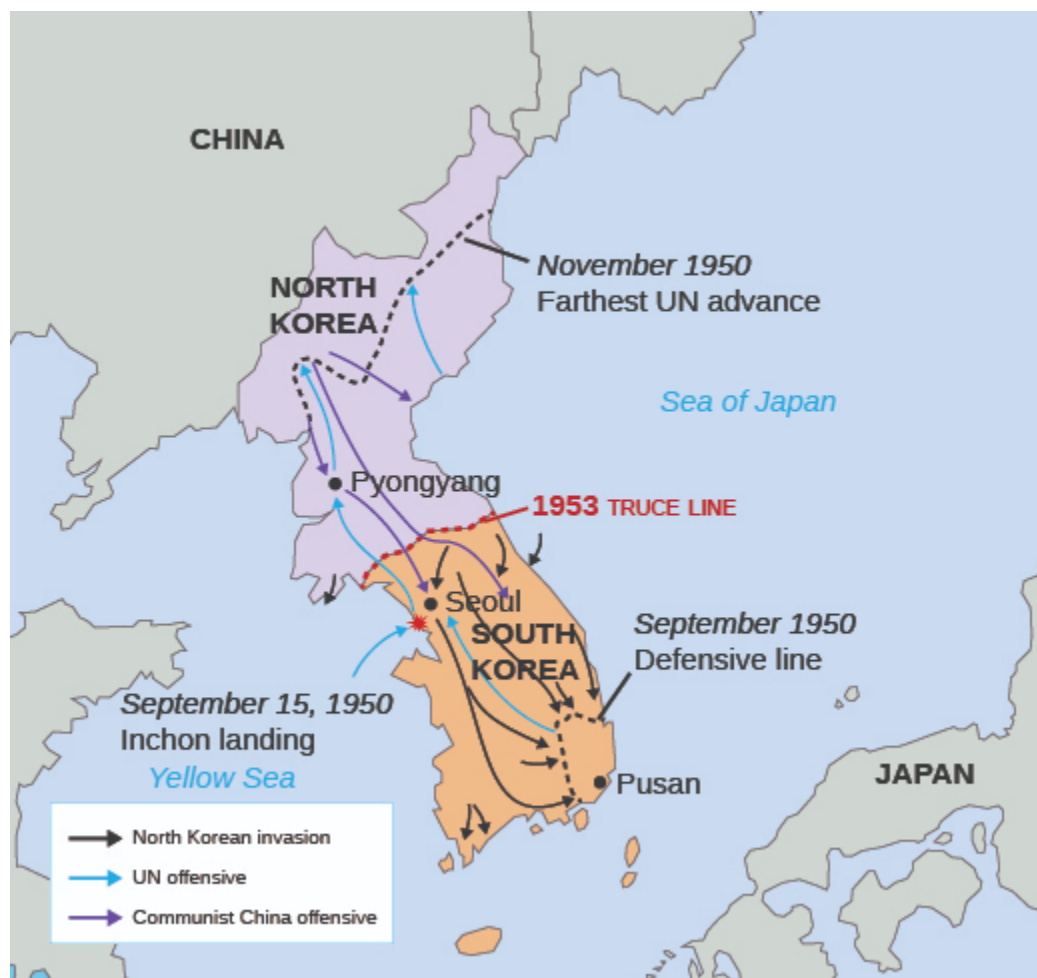 CHINA
NORTH
KOREA
November 1950
Farthest UN advance
Sea of Japan
Pyongyang
1953 TRUCE LINE
Seoul
SOUTH
KOREA
September 1950
Defensive line
September 15, 1950
Inchon landing
Yellow Sea
JAPAN
Pusan
North Korean invasion
UN offensive
Communist China offensive